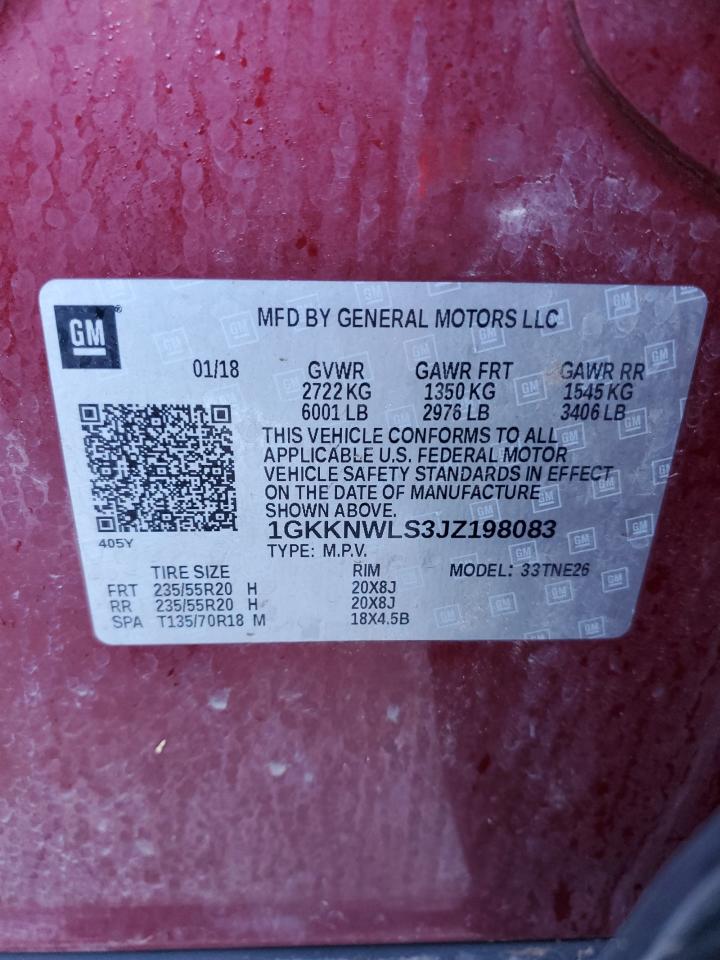 GM
MFD BY GENERAL MOTORS LLC
01/18 GVWR GAWR FRT GAWR RR
2722 KG 1350 KG 1545 KG
6001 LB 2976 LB 3406 LB
THIS VEHICLE CONFORMS TO ALL
APPLICABLE U.S. FEDERAL MOTOR
VEHICLE SAFETY STANDARDS IN EFFECT
ON THE DATE OF MANUFACTURE
SHOWN ABOVE.
1GKKNWLS3JZ198083
405Y
TYPE: M.P.V.
TIRE SIZE RIM MODEL: 33TNE26
FRT 235/55R20 H 20X8J
RR 235/55R20 H 20X8J
SPA T135/70R18 M 18X4.5B